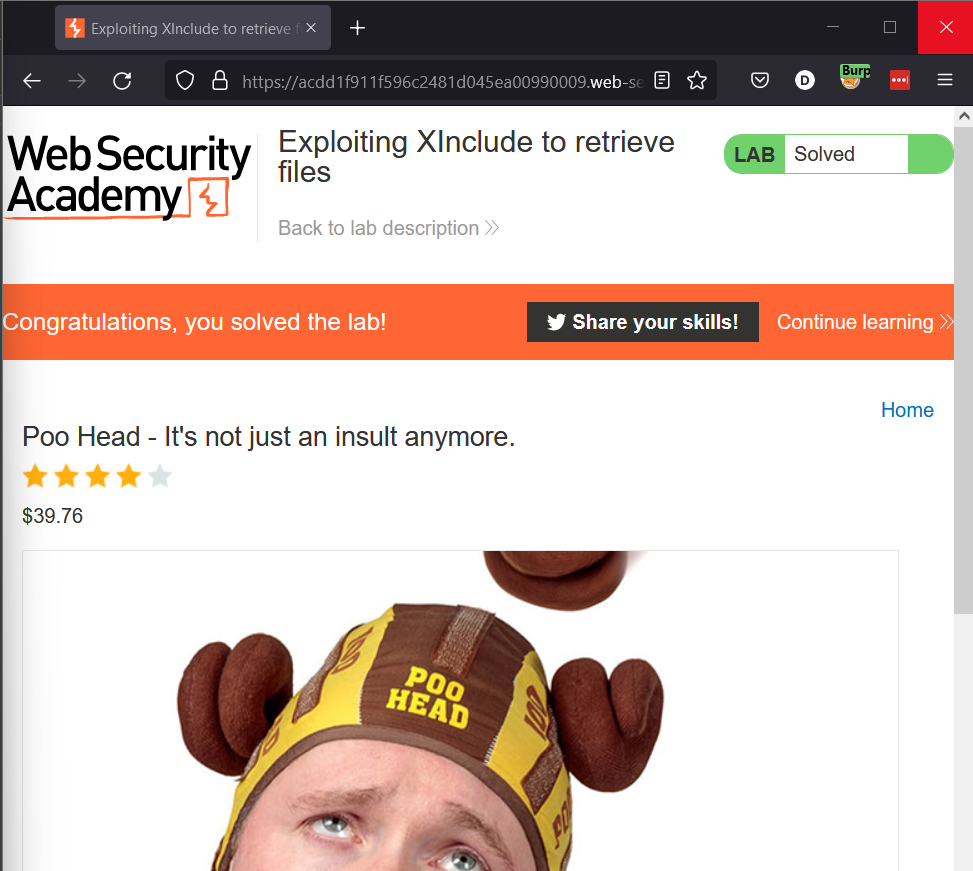 Exploiting XInclude to retrieve f
https://acdd1f911f596c2481d045ea00990009.web-se
Burp
D
Web Security
Academy
Exploiting XInclude to retrieve
files
Back to lab description
LAB Solved
Congratulations, you solved the lab!
Share your skills!
Continue learning
Home
Poo Head - It's not just an insult anymore.
$39.76
POO
HEAD